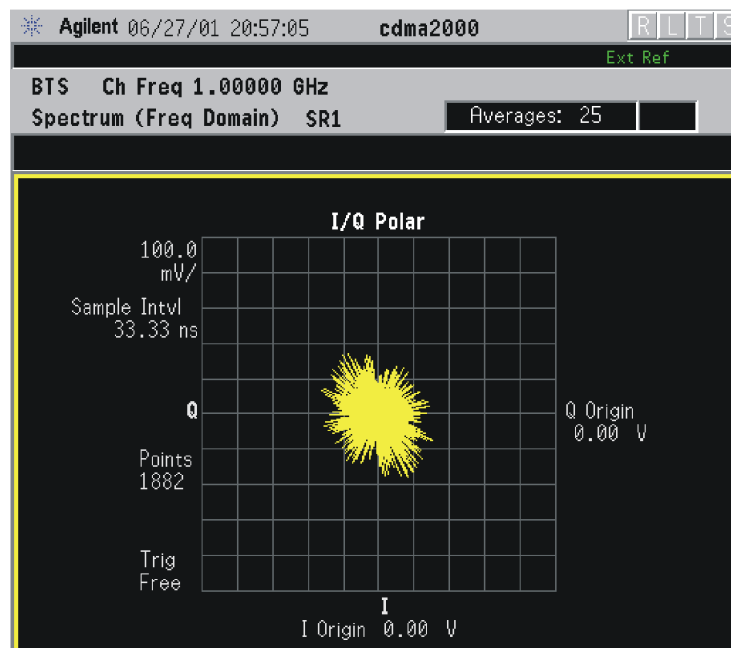 Agilent 06/27/01 20:57:05 cdma2000 R L T S
Ext Ref
BTS Ch Freq 1.00000 GHz
Spectrum (Freq Domain) SR1 Averages: 25
I/Q Polar
100.0
mV/
Sample Intvl
33.33 ns
Q
Q Origin
0.00 V
Points
1882
Trig
Free
I
I Origin 0.00 V